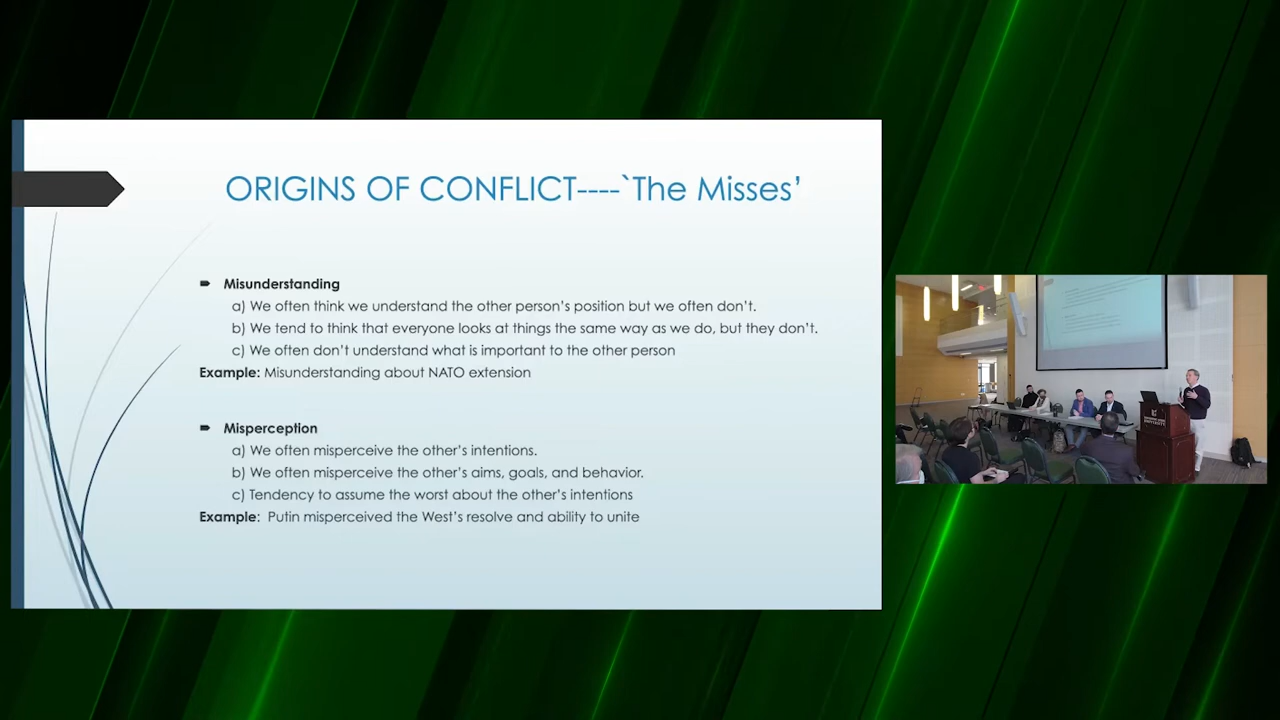 ORIGINS OF CONFLICT----`The Misses’
Misunderstanding
a) We often think we understand the other person’s position but we often don’t.
b) We tend to think that everyone looks at things the same way as we do, but they don’t.
c) We often don’t understand what is important to the other person
Example: Misunderstanding about NATO extension
Misperception
a) We often misperceive the other’s intentions.
b) We often misperceive the other’s aims, goals, and behavior.
c) Tendency to assume the worst about the other’s intentions
Example:  Putin misperceived the West’s resolve and ability to unite
UNIVERSITY